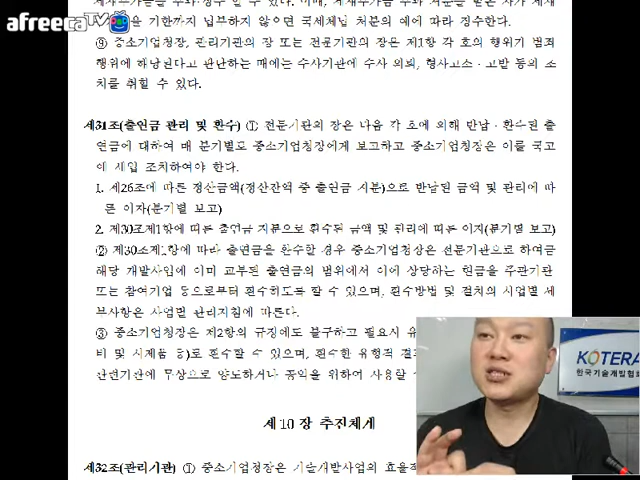 afreecaTV
을 기한까지 납부하지 않으면 국세체납 처분의 예에 따라 징수한다.
⑨ 중소기업청장, 관리기관의 장 또는 전문기관의 장은 제1항 각 호의 행위가 범죄
행위에 해당된다고 판단하는 때에는 수사기관에 수사 의뢰, 형사고소·고발 등의 조
치를 취할 수 있다.
제31조(출연금 관리 및 환수) ① 전문기관의 장은 다음 각 호에 의해 반납·환수된 출
연금에 대하여 매 분기별로 중소기업청장에게 보고하고 중소기업청장은 이를 국고
에 세입 조치하여야 한다.
1. 제26조에 따른 정산금액(정산잔액 중 출연금 지분)으로 반납된 금액 및 관리에 따
른 이자(분기별 보고)
2. 제30조제1항에 따른 출연금 지분으로 환수된 금액 및 관리에 따른 이자(분기별 보고)
② 제30조제1항에 따라 출연금을 환수할 경우 중소기업청장은 전문기관으로 하여금
해당 개발사업에 이미 교부된 출연금의 범위에서 이에 상당하는 현금을 주관기관
또는 참여기업 등으로부터 환수하도록 할 수 있으며, 환수방법 및 절차의 사업별 세
부사항은 사업별 관리지침에 따른다.
③ 중소기업청장은 제2항의 규정에도 불구하고 필요시 유
비 및 시제품 등)로 환수할 수 있으며, 환수한 유형적 결
관련기관에 무상으로 양도하거나 공익을 위하여 사용할
KOTERA
한국기술개발협회
제 10 장 추진체계
제32조(관리기관) ① 중소기업청장은 기술개발사업의 효율적